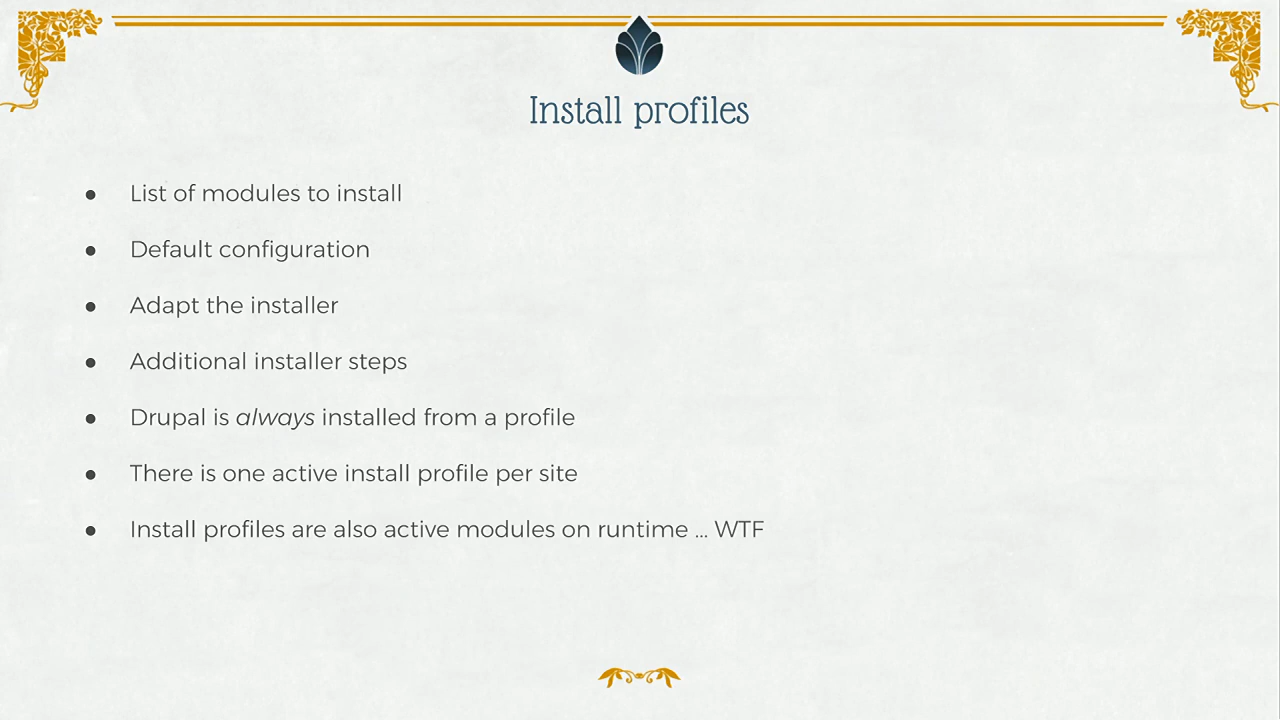 Install profiles
● List of modules to install
● Default configuration
● Adapt the installer
● Additional installer steps
● Drupal is always installed from a profile
● There is one active install profile per site
● Install profiles are also active modules on runtime ... WTF